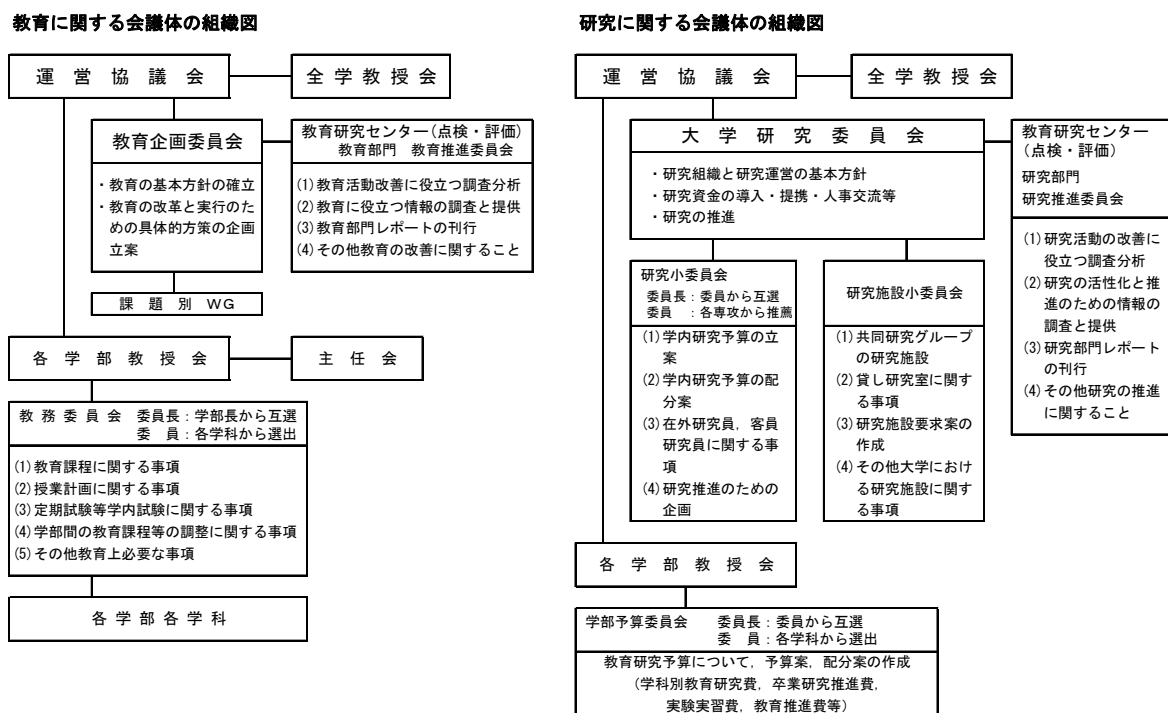 教育に関する会議体の組織図
運営協議会
全学教授会
教育企画委員会
・教育の基本方針の確立
・教育の改革と実行のた
めの具体的方策の企画
立案
教育研究センター(点検・評価)
教育部門 教育推進委員会
(1)教育活動改善に役立つ調査分析
(2)教育に役立つ情報の調査と提供
(3)教育部門レポートの刊行
(4)その他教育の改善に関すること
課題別 WG
各学部教授会
主任会
教務委員会 委員長：学部長から互選
委 員：各学科から選出
(1)教育課程に関する事項
(2)授業計画に関する事項
(3)定期試験等学内試験に関する事項
(4)学部間の教育課程等の調整に関する事項
(5)その他教育上必要な事項
各学部各学科
研究に関する会議体の組織図
運営協議会
全学教授会
大学研究委員会
・研究組織と研究運営の基本方針
・研究資金の導入・提携・人事交流等
・研究の推進
教育研究センター
(点検・評価)
研究部門
研究推進委員会
(1)研究活動の改善に
役立つ調査分析
(2)研究の活性化と推
進のための情報の
調査と提供
(3)研究部門レポート
の刊行
(4)その他研究の推進
に関すること
研究小委員会
委員長：委員から互選
委員 ：各専攻から推薦
(1)学内研究予算の立
案
(2)学内研究予算の配
分案
(3)在外研究員，客員
研究員に関する事
項
(4)研究推進のための
企画
研究施設小委員会
(1)共同研究グループ
の研究施設
(2)貸し研究室に関す
る事項
(3)研究施設要求案の
作成
(4)その他大学におけ
る研究施設に関す
る事項
各学部教授会
学部予算委員会 委員長：委員から互選
委 員：各学科から選出
教育研究予算について，予算案，配分案の作成
(学科別教育研究費，卒業研究推進費，
実験実習費，教育推進費等)